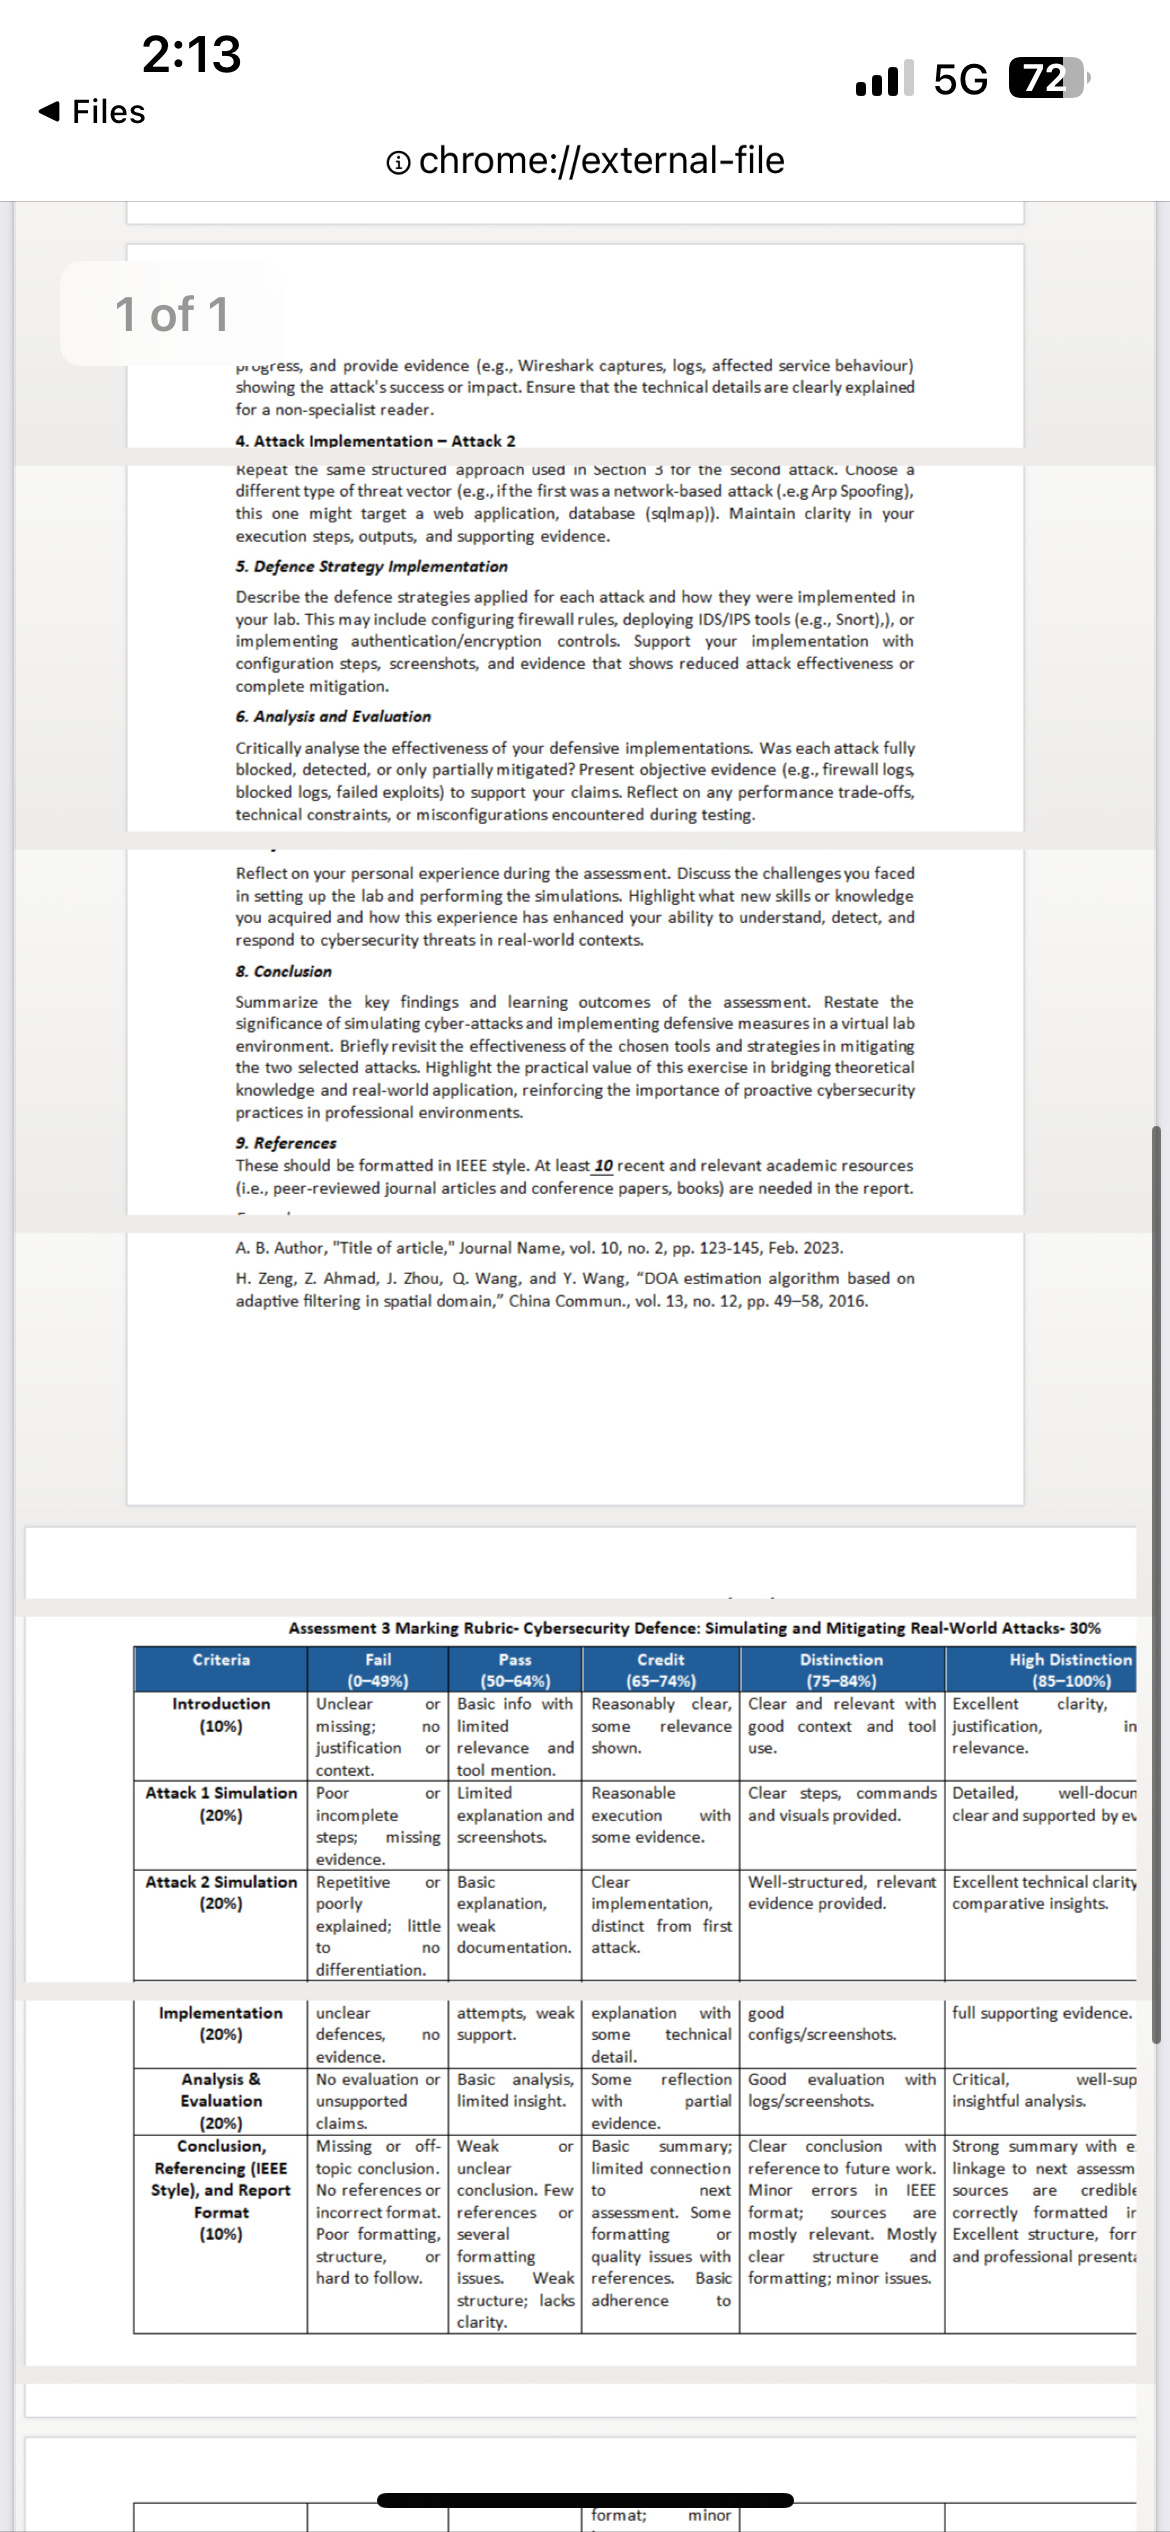 2:13
5G 72
◀ Files
chrome://external-file
1 of 1
progress, and provide evidence (e.g., Wireshark captures, logs, affected service behaviour)
showing the attack's success or impact. Ensure that the technical details are clearly explained
for a non-specialist reader.
4. Attack Implementation – Attack 2
Repeat the same structured approach used in Section 3 for the second attack. Choose a
different type of threat vector (e.g., if the first was a network-based attack (.e.g Arp Spoofing),
this one might target a web application, database (sqlmap)). Maintain clarity in your
execution steps, outputs, and supporting evidence.
5. Defence Strategy Implementation
Describe the defence strategies applied for each attack and how they were implemented in
your lab. This may include configuring firewall rules, deploying IDS/IPS tools (e.g., Snort),), or
implementing authentication/encryption controls. Support your implementation with
configuration steps, screenshots, and evidence that shows reduced attack effectiveness or
complete mitigation.
6. Analysis and Evaluation
Critically analyse the effectiveness of your defensive implementations. Was each attack fully
blocked, detected, or only partially mitigated? Present objective evidence (e.g., firewall logs,
blocked logs, failed exploits) to support your claims. Reflect on any performance trade-offs,
technical constraints, or misconfigurations encountered during testing.
Reflect on your personal experience during the assessment. Discuss the challenges you faced
in setting up the lab and performing the simulations. Highlight what new skills or knowledge
you acquired and how this experience has enhanced your ability to understand, detect, and
respond to cybersecurity threats in real-world contexts.
8. Conclusion
Summarize the key findings and learning outcomes of the assessment. Restate the
significance of simulating cyber-attacks and implementing defensive measures in a virtual lab
environment. Briefly revisit the effectiveness of the chosen tools and strategies in mitigating
the two selected attacks. Highlight the practical value of this exercise in bridging theoretical
knowledge and real-world application, reinforcing the importance of proactive cybersecurity
practices in professional environments.
9. References
These should be formatted in IEEE style. At least 10 recent and relevant academic resources
(i.e., peer-reviewed journal articles and conference papers, books) are needed in the report.
A. B. Author, "Title of article," Journal Name, vol. 10, no. 2, pp. 123-145, Feb. 2023.
H. Zeng, Z. Ahmad, J. Zhou, Q. Wang, and Y. Wang, “DOA estimation algorithm based on
adaptive filtering in spatial domain,” China Commun., vol. 13, no. 12, pp. 49–58, 2016.
Assessment 3 Marking Rubric- Cybersecurity Defence: Simulating and Mitigating Real-World Attacks- 30%
Criteria Fail Pass Credit Distinction High Distinction
(0–49%) (50–64%) (65–74%) (75–84%) (85–100%)
Introduction Unclear or Basic info with Reasonably clear, Clear and relevant with Excellent clarity,
(10%) missing; no limited some relevance good context and tool justification, in
justification or relevance and shown. use. relevance.
context. tool mention.
Attack 1 Simulation Poor or Limited Reasonable Clear steps, commands Detailed, well-docum
(20%) incomplete explanation and execution with and visuals provided. clear and supported by ev
steps; missing screenshots. some evidence.
evidence.
Attack 2 Simulation Repetitive or Basic Clear Well-structured, relevant Excellent technical clarity
(20%) poorly explanation, implementation, evidence provided. comparative insights.
explained; little weak distinct from first
to no documentation. attack.
differentiation.
Implementation unclear attempts, weak explanation with good full supporting evidence.
(20%) defences, no support. some technical configs/screenshots.
evidence. detail.
Analysis & No evaluation or Basic analysis, Some reflection Good evaluation with Critical, well-sup
Evaluation unsupported limited insight. with partial logs/screenshots. insightful analysis.
(20%) claims. evidence.
Conclusion, Missing or off- Weak or Basic summary; Clear conclusion with Strong summary with e
Referencing (IEEE topic conclusion. unclear limited connection reference to future work. linkage to next assessm
Style), and Report No references or conclusion. Few to next Minor errors in IEEE sources are credible
Format incorrect format. references or assessment. Some format; sources are correctly formatted in
(10%) Poor formatting, several formatting or mostly relevant. Mostly Excellent structure, forr
structure, or formatting quality issues with clear structure and and professional presenta
hard to follow. issues. Weak references. Basic formatting; minor issues.
structure; lacks adherence to
clarity.
format; minor